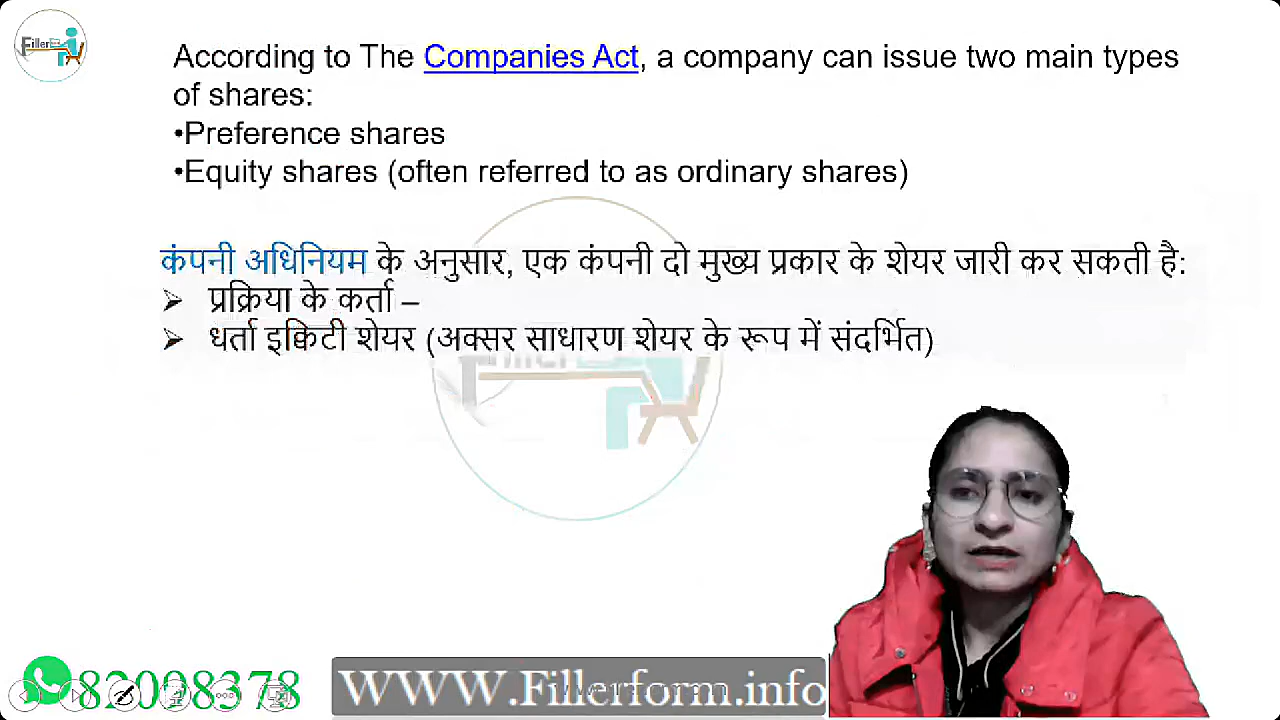 Filler
According to The Companies Act, a company can issue two main types
of shares:
•Preference shares
•Equity shares (often referred to as ordinary shares)
कंपनी अधिनियम के अनुसार, एक कंपनी दो मुख्य प्रकार के शेयर जारी कर सकती है:
➢ प्रक्रिया के कर्ता –
➢ धर्ता इक्विटी शेयर (अक्सर साधारण शेयर के रूप में संदर्भित)
Filler
82098378
WWW.Fillerform.info